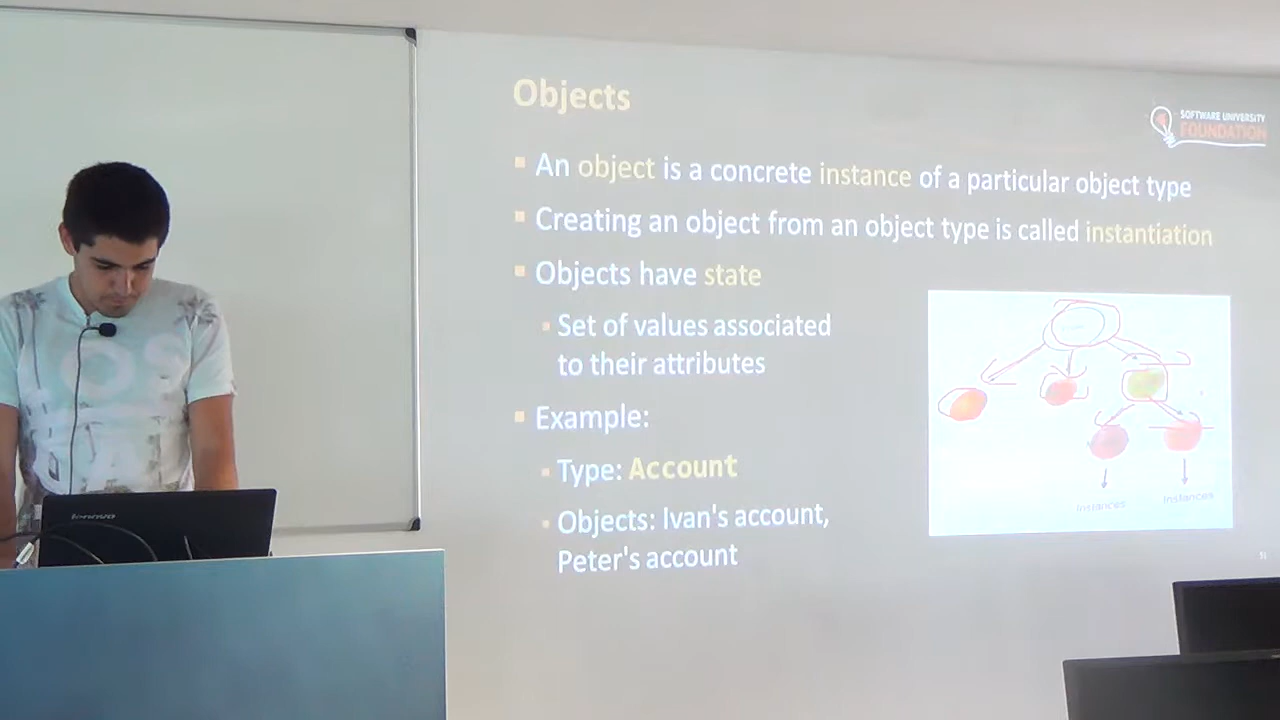 Objects
SOFTWARE UNIVERSITY
FOUNDATION
An object is a concrete instance of a particular object type
Creating an object from an object type is called instantiation
Objects have state
Set of values associated
to their attributes
Example:
Type: Account
Objects: Ivan's account,
Peter's account
Instances
Instances
lenovo